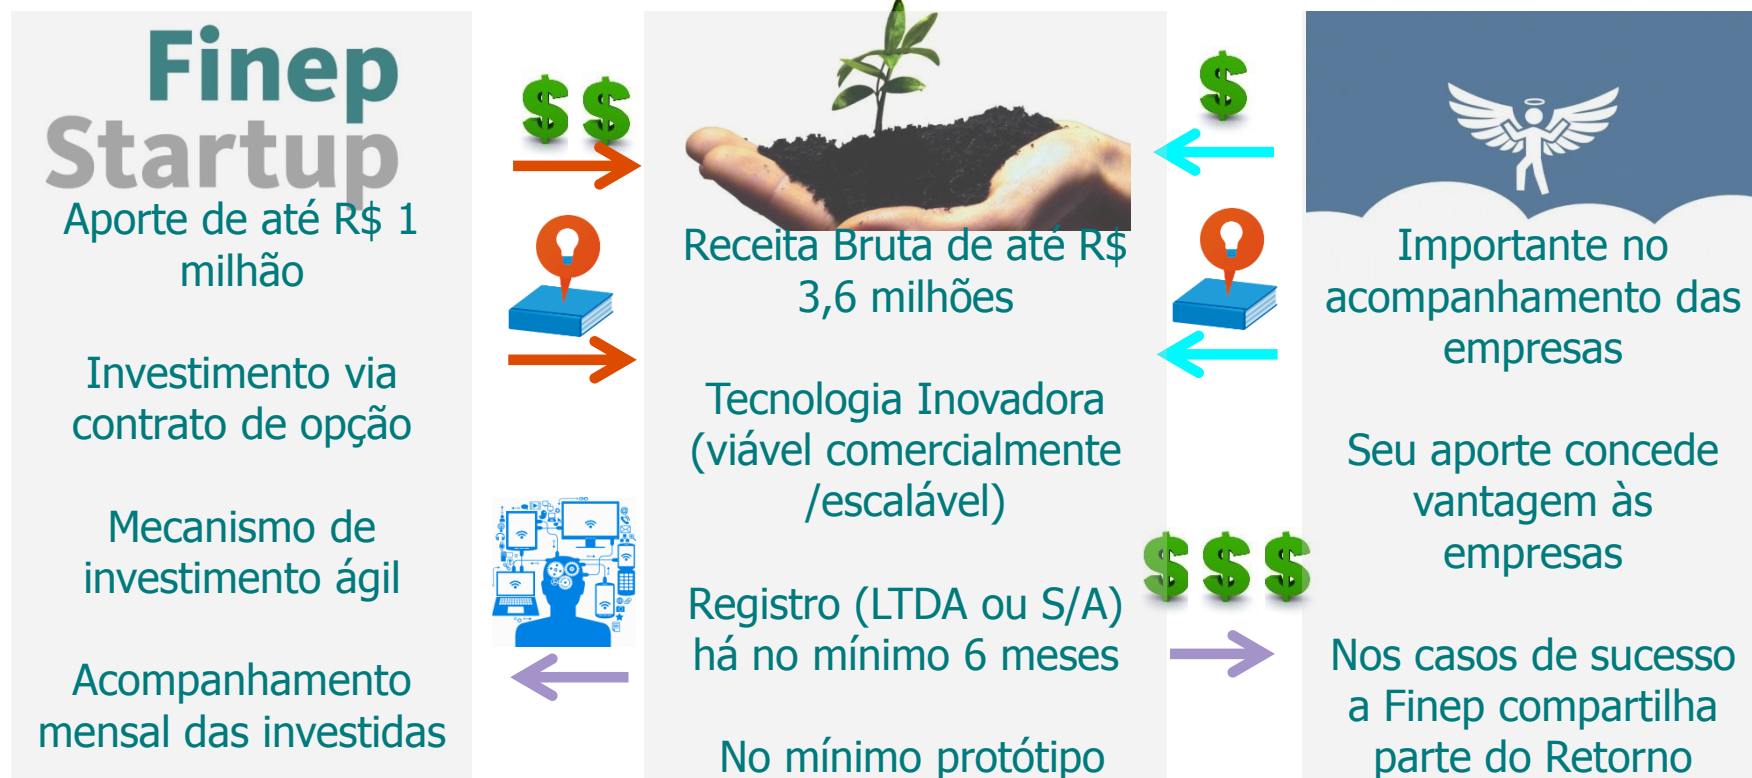 Finep
Startup
Aporte de até R$ 1
milhão
Investimento via
contrato de opção
Mecanismo de
investimento ágil
Acompanhamento
mensal das investidas
Receita Bruta de até R$
3,6 milhões
Tecnologia Inovadora
(viável comercialmente
/escalável)
Registro (LTDA ou S/A)
há no mínimo 6 meses
No mínimo protótipo
Importante no
acompanhamento das
empresas
Seu aporte concede
vantagem às
empresas
Nos casos de sucesso
a Finep compartilha
parte do Retorno